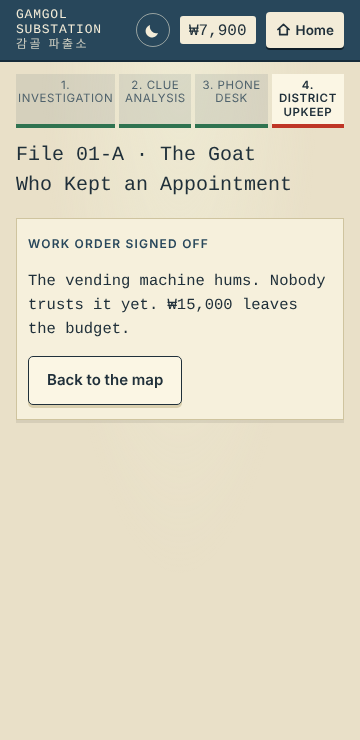 GAMGOL
SUBSTATION
감골 파출소
₩7,900
Home
1.
INVESTIGATION
2. CLUE
ANALYSIS
3. PHONE
DESK
4.
DISTRICT
UPKEEP
File 01-A · The Goat
Who Kept an Appointment
WORK ORDER SIGNED OFF
The vending machine hums. Nobody
trusts it yet. ₩15,000 leaves
the budget.
Back to the map